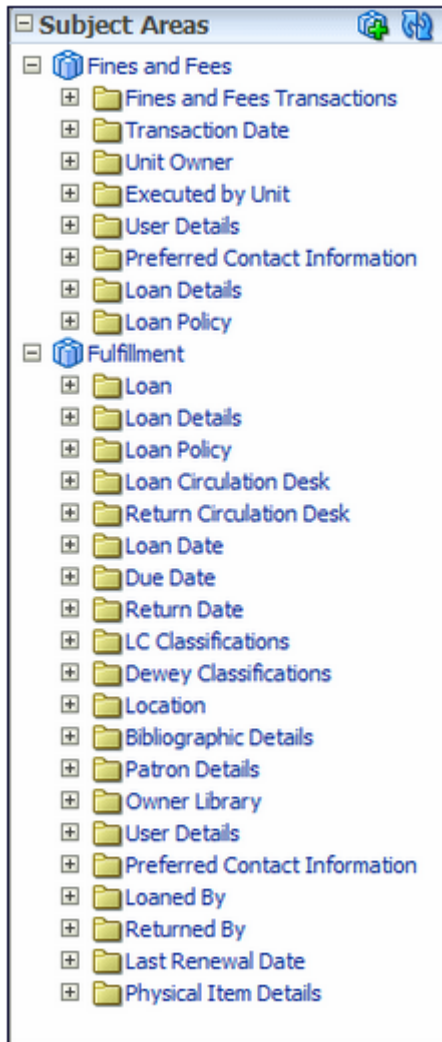 Subject Areas
Fines and Fees
Fines and Fees Transactions
Transaction Date
Unit Owner
Executed by Unit
User Details
Preferred Contact Information
Loan Details
Loan Policy
Fulfillment
Loan
Loan Details
Loan Policy
Loan Circulation Desk
Return Circulation Desk
Loan Date
Due Date
Return Date
LC Classifications
Dewey Classifications
Location
Bibliographic Details
Patron Details
Owner Library
User Details
Preferred Contact Information
Loaned By
Returned By
Last Renewal Date
Physical Item Details